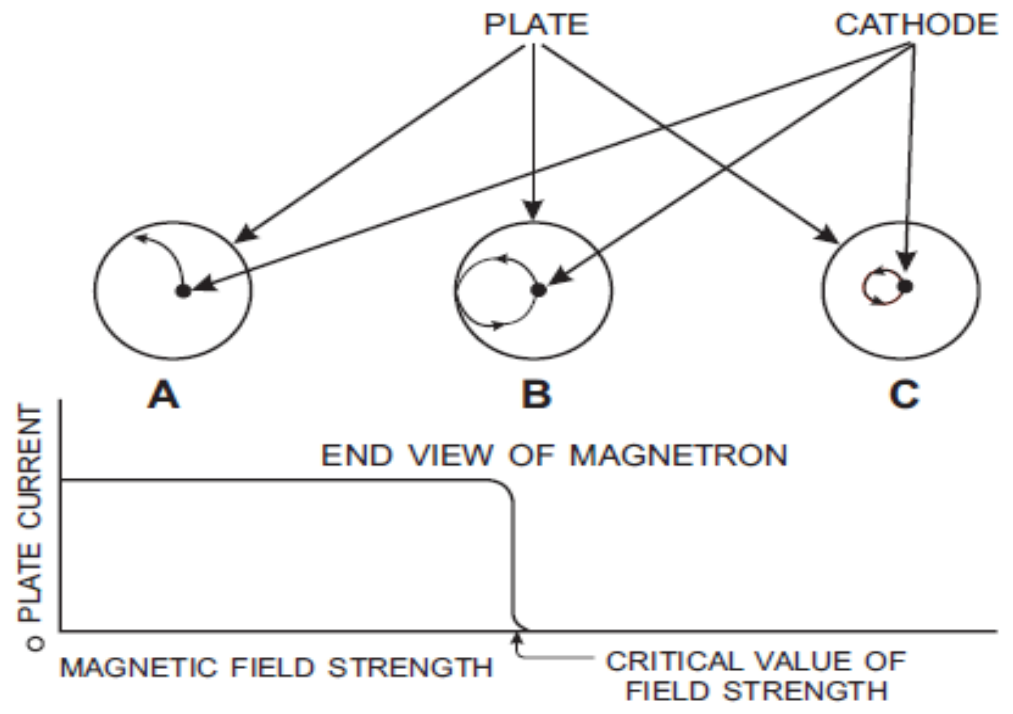 PLATE
CATHODE
A
B
C
END VIEW OF MAGNETRON
O PLATE CURRENT
MAGNETIC FIELD STRENGTH
CRITICAL VALUE OF
FIELD STRENGTH